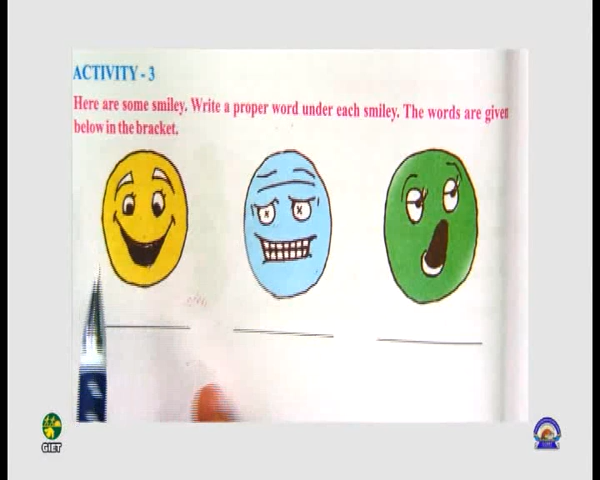 ACTIVITY - 3
Here are some smiley. Write a proper word under each smiley. The words are given
below in the bracket.
GIET